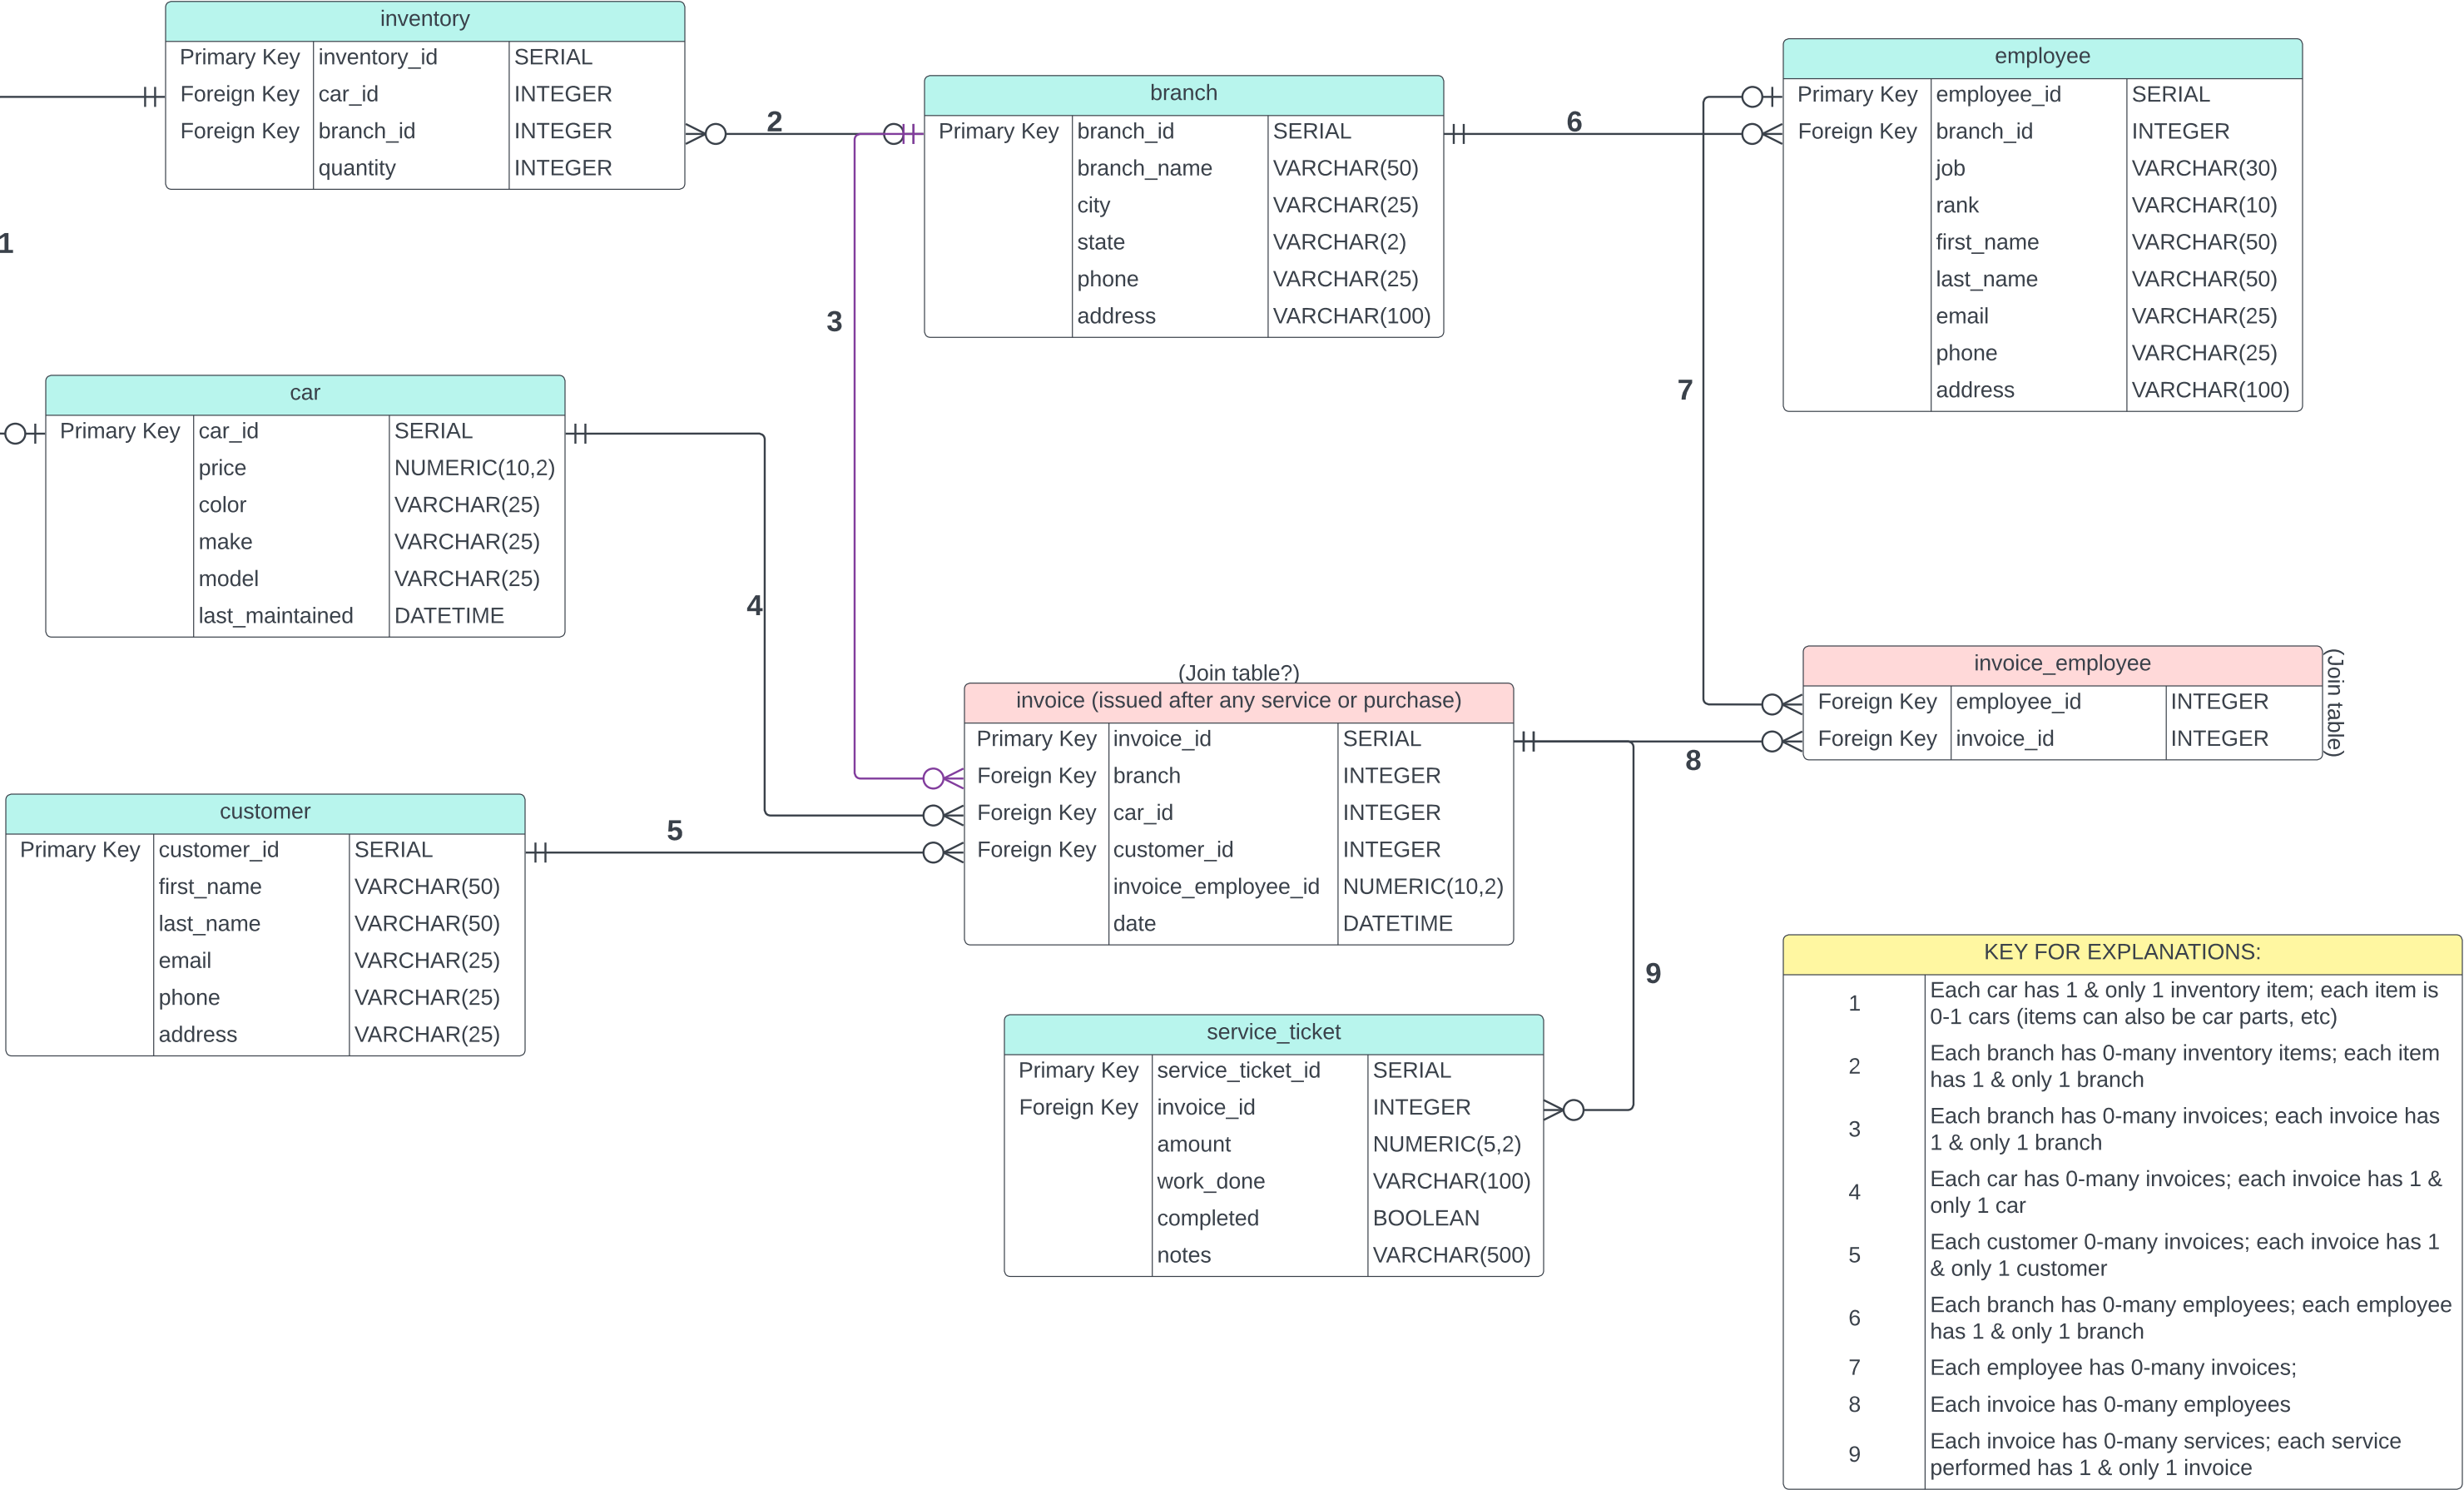 inventory
Primary Key inventory_id SERIAL
Foreign Key car_id INTEGER
Foreign Key branch_id INTEGER
quantity INTEGER
1
2
branch
Primary Key branch_id SERIAL
branch_name VARCHAR(50)
city VARCHAR(25)
state VARCHAR(2)
phone VARCHAR(25)
address VARCHAR(100)
3
6
employee
Primary Key employee_id SERIAL
Foreign Key branch_id INTEGER
job VARCHAR(30)
rank VARCHAR(10)
first_name VARCHAR(50)
last_name VARCHAR(50)
email VARCHAR(25)
phone VARCHAR(25)
address VARCHAR(100)
7
car
Primary Key car_id SERIAL
price NUMERIC(10,2)
color VARCHAR(25)
make VARCHAR(25)
model VARCHAR(25)
last_maintained DATETIME
4
customer
Primary Key customer_id SERIAL
first_name VARCHAR(50)
last_name VARCHAR(50)
email VARCHAR(25)
phone VARCHAR(25)
address VARCHAR(25)
5
(Join table?)
invoice (issued after any service or purchase)
Primary Key invoice_id SERIAL
Foreign Key branch INTEGER
Foreign Key car_id INTEGER
Foreign Key customer_id INTEGER
invoice_employee_id NUMERIC(10,2)
date DATETIME
8
9
invoice_employee
Foreign Key employee_id INTEGER
Foreign Key invoice_id INTEGER
(Join table)
service_ticket
Primary Key service_ticket_id SERIAL
Foreign Key invoice_id INTEGER
amount NUMERIC(5,2)
work_done VARCHAR(100)
completed BOOLEAN
notes VARCHAR(500)
KEY FOR EXPLANATIONS:
1 Each car has 1 & only 1 inventory item; each item is
0-1 cars (items can also be car parts, etc)
2 Each branch has 0-many inventory items; each item
has 1 & only 1 branch
3 Each branch has 0-many invoices; each invoice has
1 & only 1 branch
4 Each car has 0-many invoices; each invoice has 1 &
only 1 car
5 Each customer 0-many invoices; each invoice has 1
& only 1 customer
6 Each branch has 0-many employees; each employee
has 1 & only 1 branch
7 Each employee has 0-many invoices;
8 Each invoice has 0-many employees
9 Each invoice has 0-many services; each service
performed has 1 & only 1 invoice